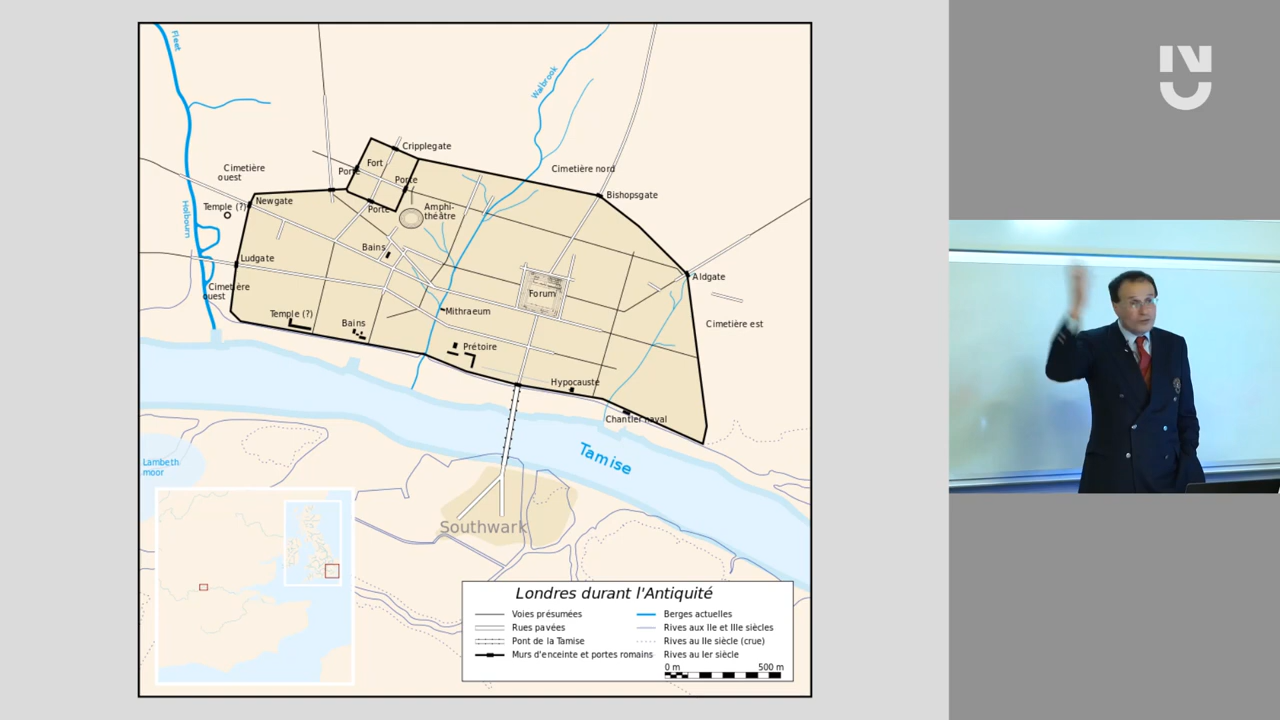 Fleet
Walbrook
Cripplegate
Fort
Cimetière
ouest
Porte
Porte
Cimetière nord
Newgate
Temple (?)
Porte
Amphi-
théâtre
Bishopsgate
Holbourn
Bains
Ludgate
Aldgate
Cimetière
ouest
Forum
Temple (?)
Bains
Mithraeum
Cimetière est
Prétoire
Hypocauste
Chantier naval
Tamise
Lambeth
moor
Southwark
Londres durant l'Antiquité
Voies présumées
Rues pavées
Pont de la Tamise
Murs d'enceinte et portes romains
Berges actuelles
Rives aux IIe et IIIe siècles
Rives au IIe siècle (crue)
Rives au Ier siècle
0 m 500 m